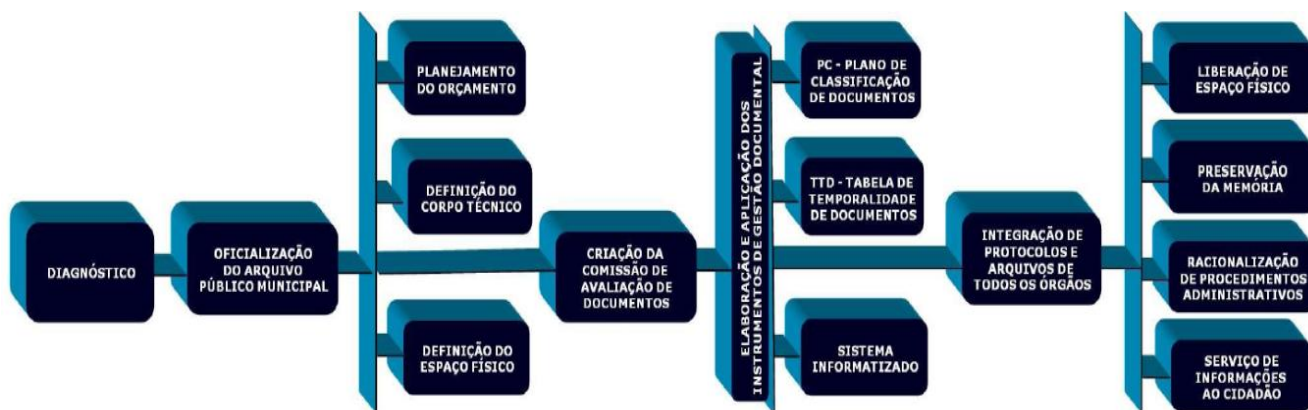 DIAGNÓSTICO
OFICIALIZAÇÃO
DO ARQUIVO
PÚBLICO MUNICIPAL
PLANEJAMENTO
DO ORÇAMENTO
DEFINIÇÃO DO
CORPO TÉCNICO
DEFINIÇÃO DO
ESPAÇO FÍSICO
CRIAÇÃO DA
COMISSÃO DE
AVALIAÇÃO DE
DOCUMENTOS
ELABORAÇÃO E APLICAÇÃO DOS
INSTRUMENTOS DE GESTÃO DOCUMENTAL
PC - PLANO DE
CLASSIFICAÇÃO
DE DOCUMENTOS
TTD - TABELA DE
TEMPORALIDADE
DE DOCUMENTOS
SISTEMA
INFORMATIZADO
INTEGRAÇÃO DE
PROTOCOLOS E
ARQUIVOS DE
TODOS OS ÓRGÃOS
LIBERAÇÃO DE
ESPAÇO FÍSICO
PRESERVAÇÃO
DA MEMÓRIA
RACIONALIZAÇÃO
DE PROCEDIMENTOS
ADMINISTRATIVOS
SERVIÇO DE
INFORMAÇÕES
AO CIDADÃO